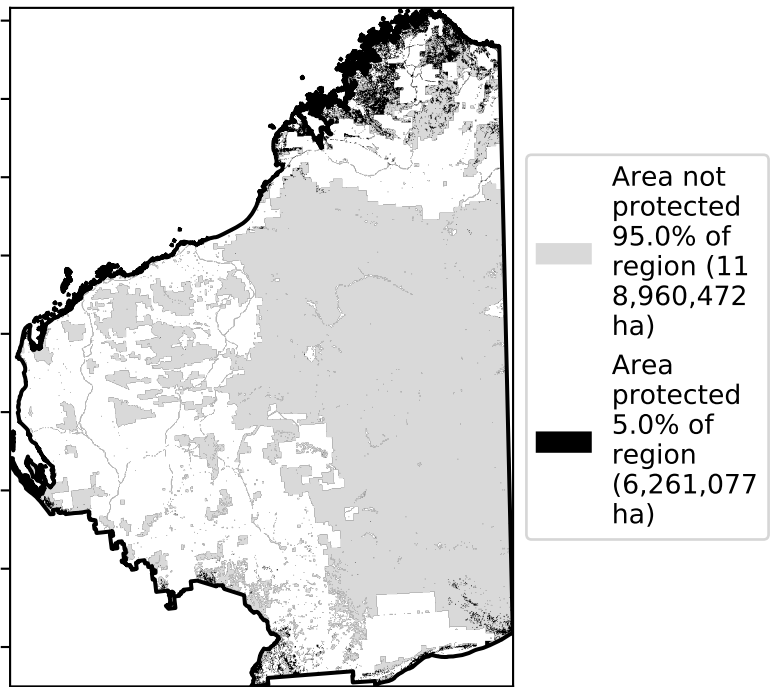 Area not
protected
95.0% of
region (11
8,960,472
ha)
Area
protected
5.0% of
region
(6,261,077
ha)